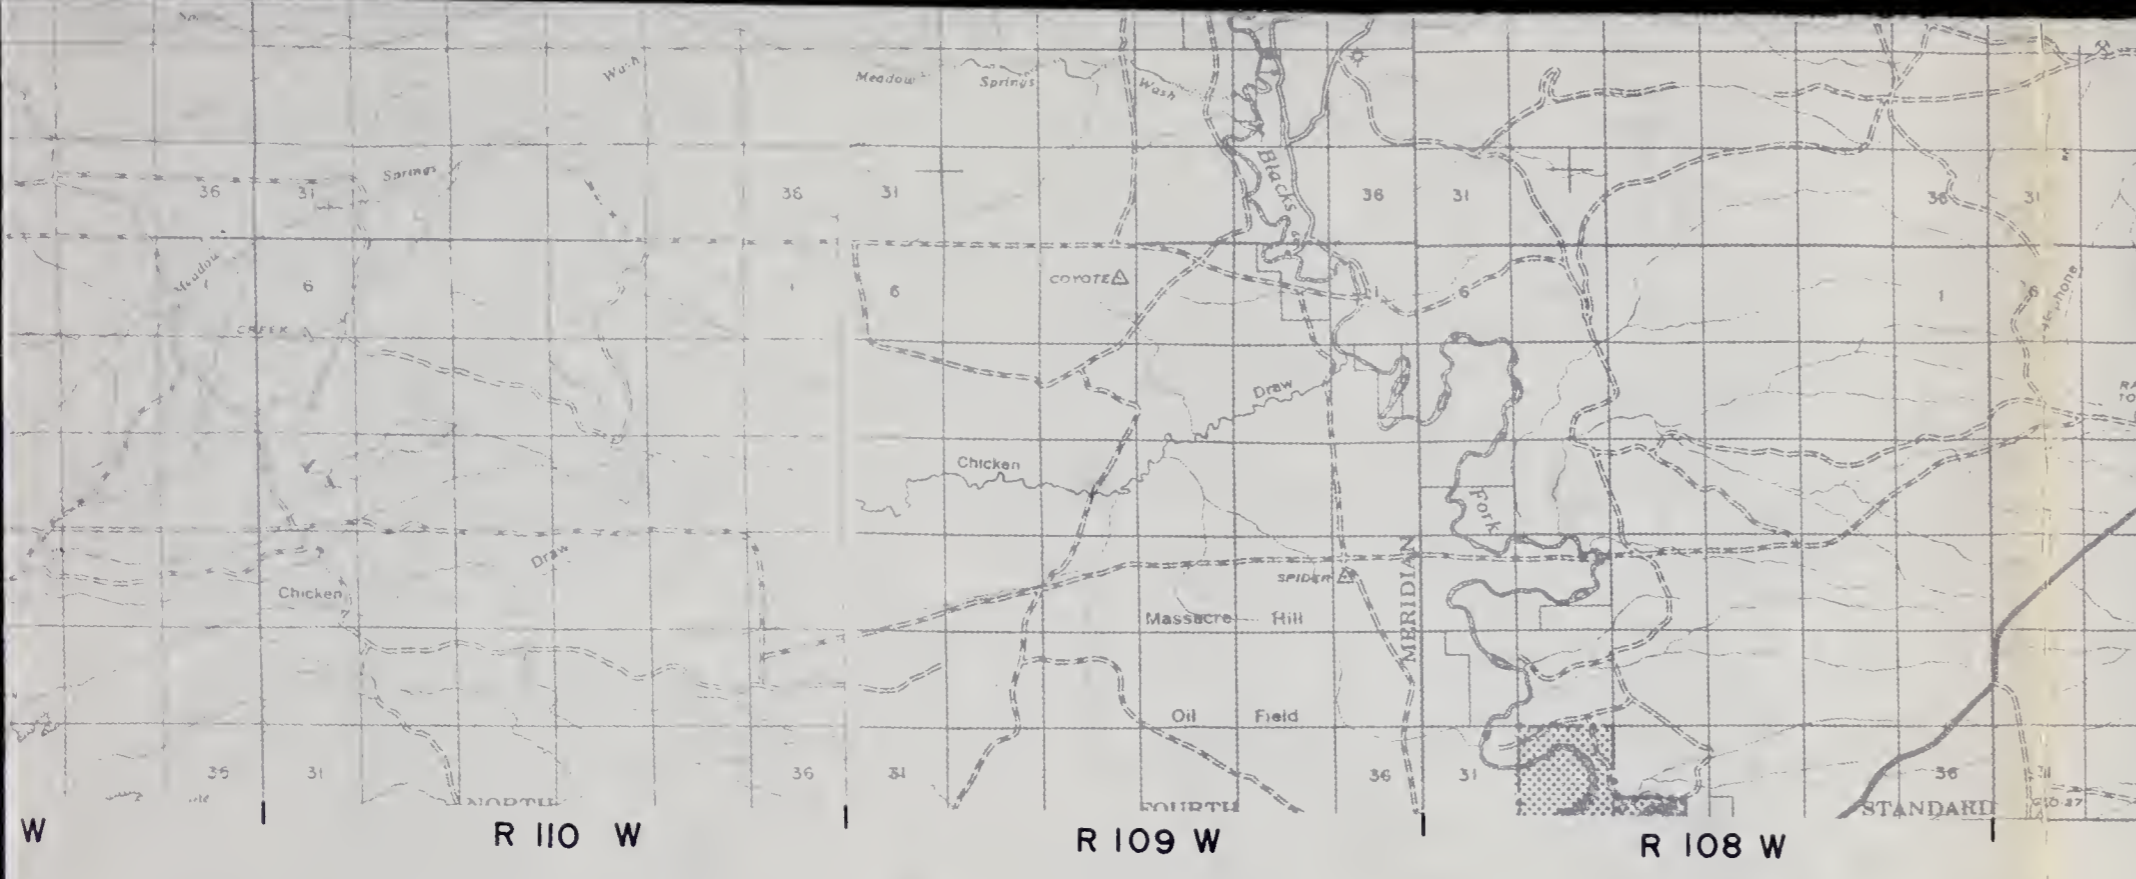 Wash
Meadow Springs Wash
Springs
Blacks
36 31 36 31 36 31 36 31
Meadow
COYOTE
6 6 1 6 1 6
CREEK
Draw
Chicken
Fork
Draw
SPIDER
MERIDIAN
Chicken
Massacre Hill
Oil Field
36 31 36 31 36 31 36 31
NORTH FOURTH STANDARD
W R 110 W R 109 W R 108 W